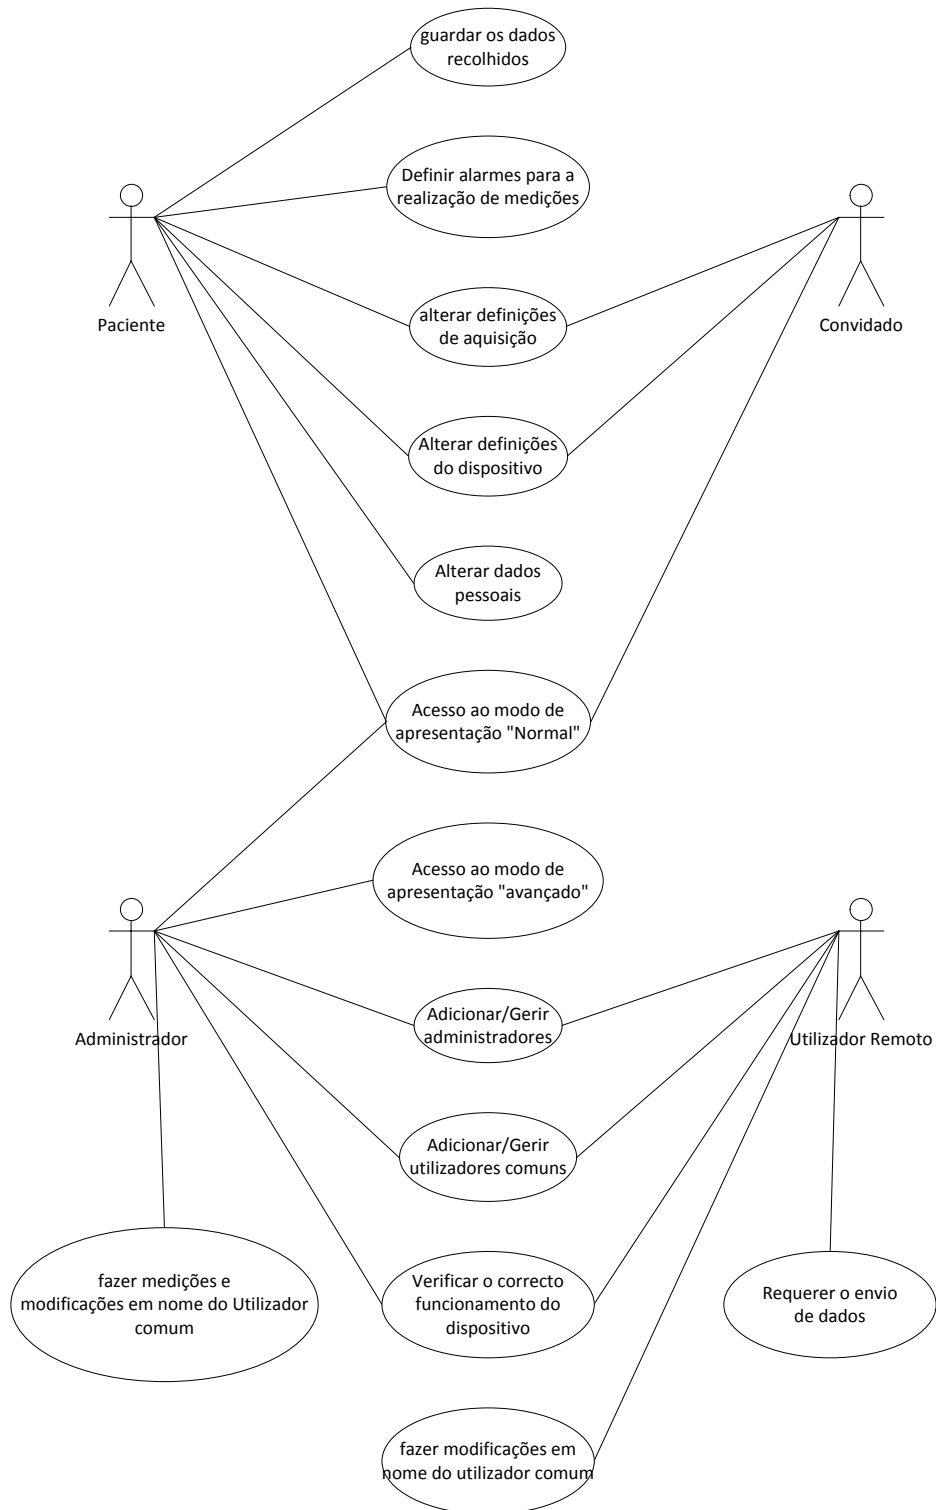 guardar os dados
recolhidos
Definir alarmes para a
realização de medições
Paciente
Convidado
alterar definições
de aquisição
Alterar definições
do dispositivo
Alterar dados
pessoais
Acesso ao modo de
apresentação "Normal"
Acesso ao modo de
apresentação "avançado"
Administrador
Utilizador Remoto
Adicionar/Gerir
administradores
Adicionar/Gerir
utilizadores comuns
fazer medições e
modificações em nome do Utilizador
comum
Verificar o correcto
funcionamento do
dispositivo
Requerer o envio
de dados
fazer modificações em
nome do utilizador comum